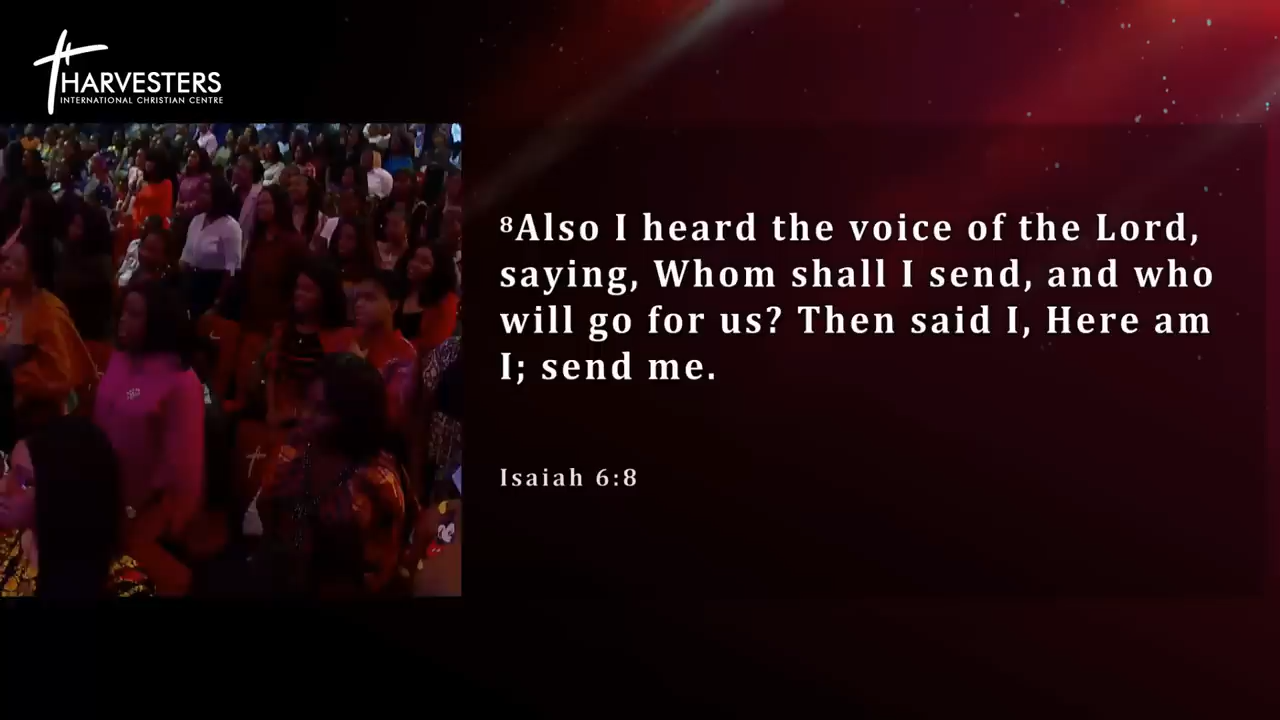 HARVESTERS
INTERNATIONAL CHRISTIAN CENTRE
⁸Also I heard the voice of the Lord,
saying, Whom shall I send, and who
will go for us? Then said I, Here am
I; send me.
Isaiah 6:8